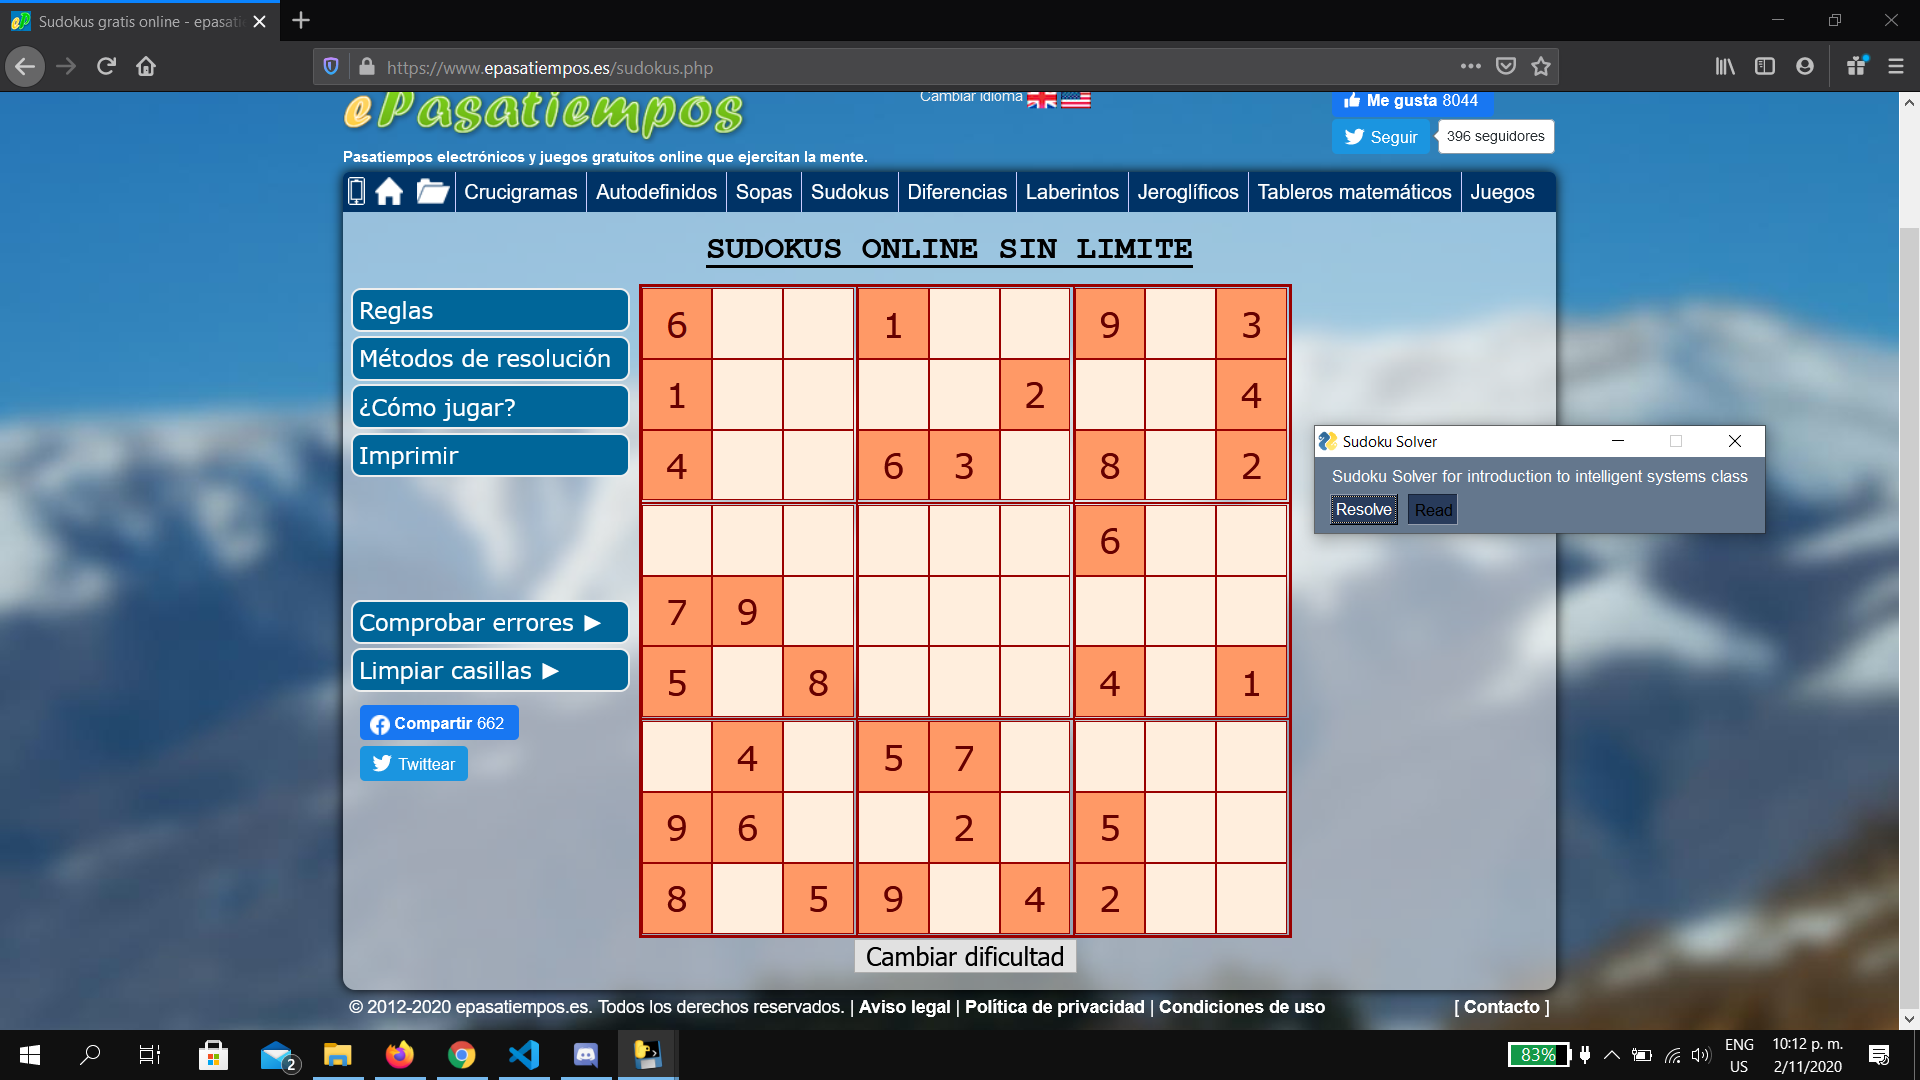 Sudokus gratis online - epasati
https://www.epasatiempos.es/sudokus.php
ePasatiempos
Cambiar idioma
Me gusta 8044
Seguir
396 seguidores
Pasatiempos electrónicos y juegos gratuitos online que ejercitan la mente.
Crucigramas Autodefinidos Sopas Sudokus Diferencias Laberintos Jeroglíficos Tableros matemáticos Juegos
SUDOKUS ONLINE SIN LIMITE
Reglas
Métodos de resolución
¿Cómo jugar?
Imprimir
Comprobar errores ►
Limpiar casillas ►
Compartir 662
Twittear
6 1 9 3
1 2 4
4 6 3 8 2
6
7 9
5 8 4 1
4 5 7
9 6 2 5
8 5 9 4 2
Sudoku Solver
Sudoku Solver for introduction to intelligent systems class
Resolve Read
Cambiar dificultad
© 2012-2020 epasatiempos.es. Todos los derechos reservados. | Aviso legal | Política de privacidad | Condiciones de uso
[ Contacto ]
2
83%
ENG
US
10:12 p. m.
2/11/2020